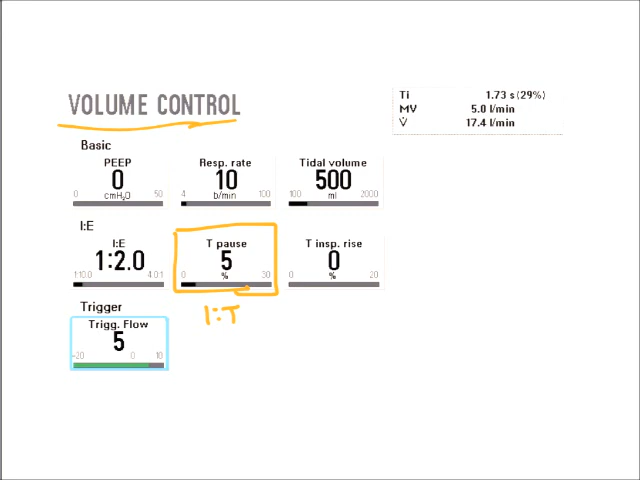 VOLUME CONTROL
Ti 1.73 s (29%)
MV 5.0 l/min
V̇ 17.4 l/min
Basic
PEEP Resp. rate Tidal volume
0 10 500
0 cmH₂O 50 4 b/min 100 100 ml 2000
I:E
I:E T pause T insp. rise
1:2.0 5 0
1:10.0 4.0:1 0 % 30 0 % 20
I:T
Trigger
Trigg. Flow
5
-20 0 10